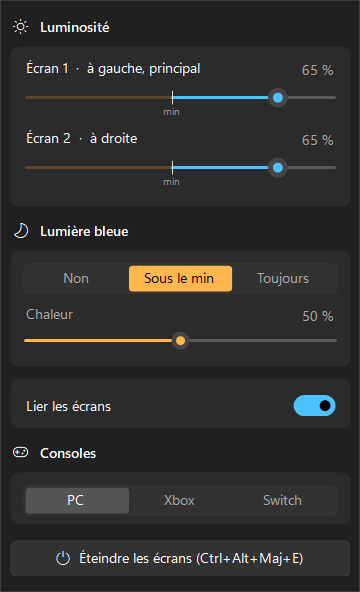 Luminosité
Écran 1 · à gauche, principal 65 %
min
Écran 2 · à droite 65 %
min
Lumière bleue
Non Sous le min Toujours
Chaleur 50 %
Lier les écrans
Consoles
PC Xbox Switch
Éteindre les écrans (Ctrl+Alt+Maj+E)